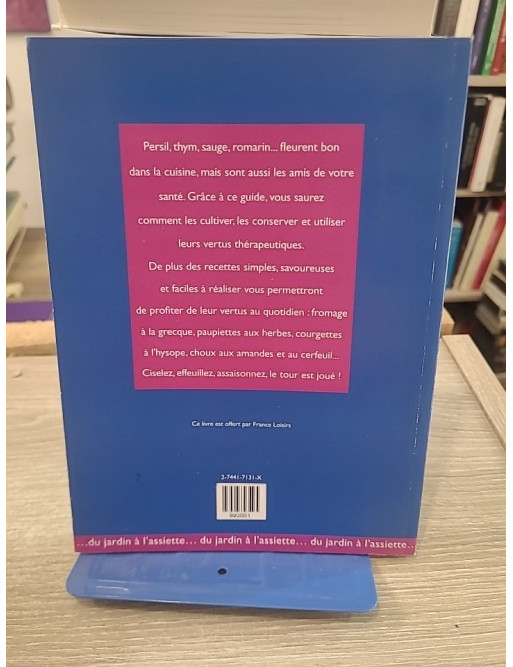 Persil, thym, sauge, romarin... fleurent bon
dans la cuisine, mais sont aussi les amis de votre
santé. Grâce à ce guide, vous saurez
comment les cultiver, les conserver et utiliser
leurs vertus thérapeutiques.
De plus des recettes simples, savoureuses
et faciles à réaliser vous permettront
de profiter de leur vertus au quotidien : fromage
à la grecque, paupiettes aux herbes, courgettes
à l'hysope, choux aux amandes et au cerfeuil...
Ciselez, effeuillez, assaisonnez, le tour est joué !
Ce livre est offert par France Loisirs
2-7441-7131-X
...du jardin à l'assiette... du jardin à l'assiette... du jardin à l'assiette...